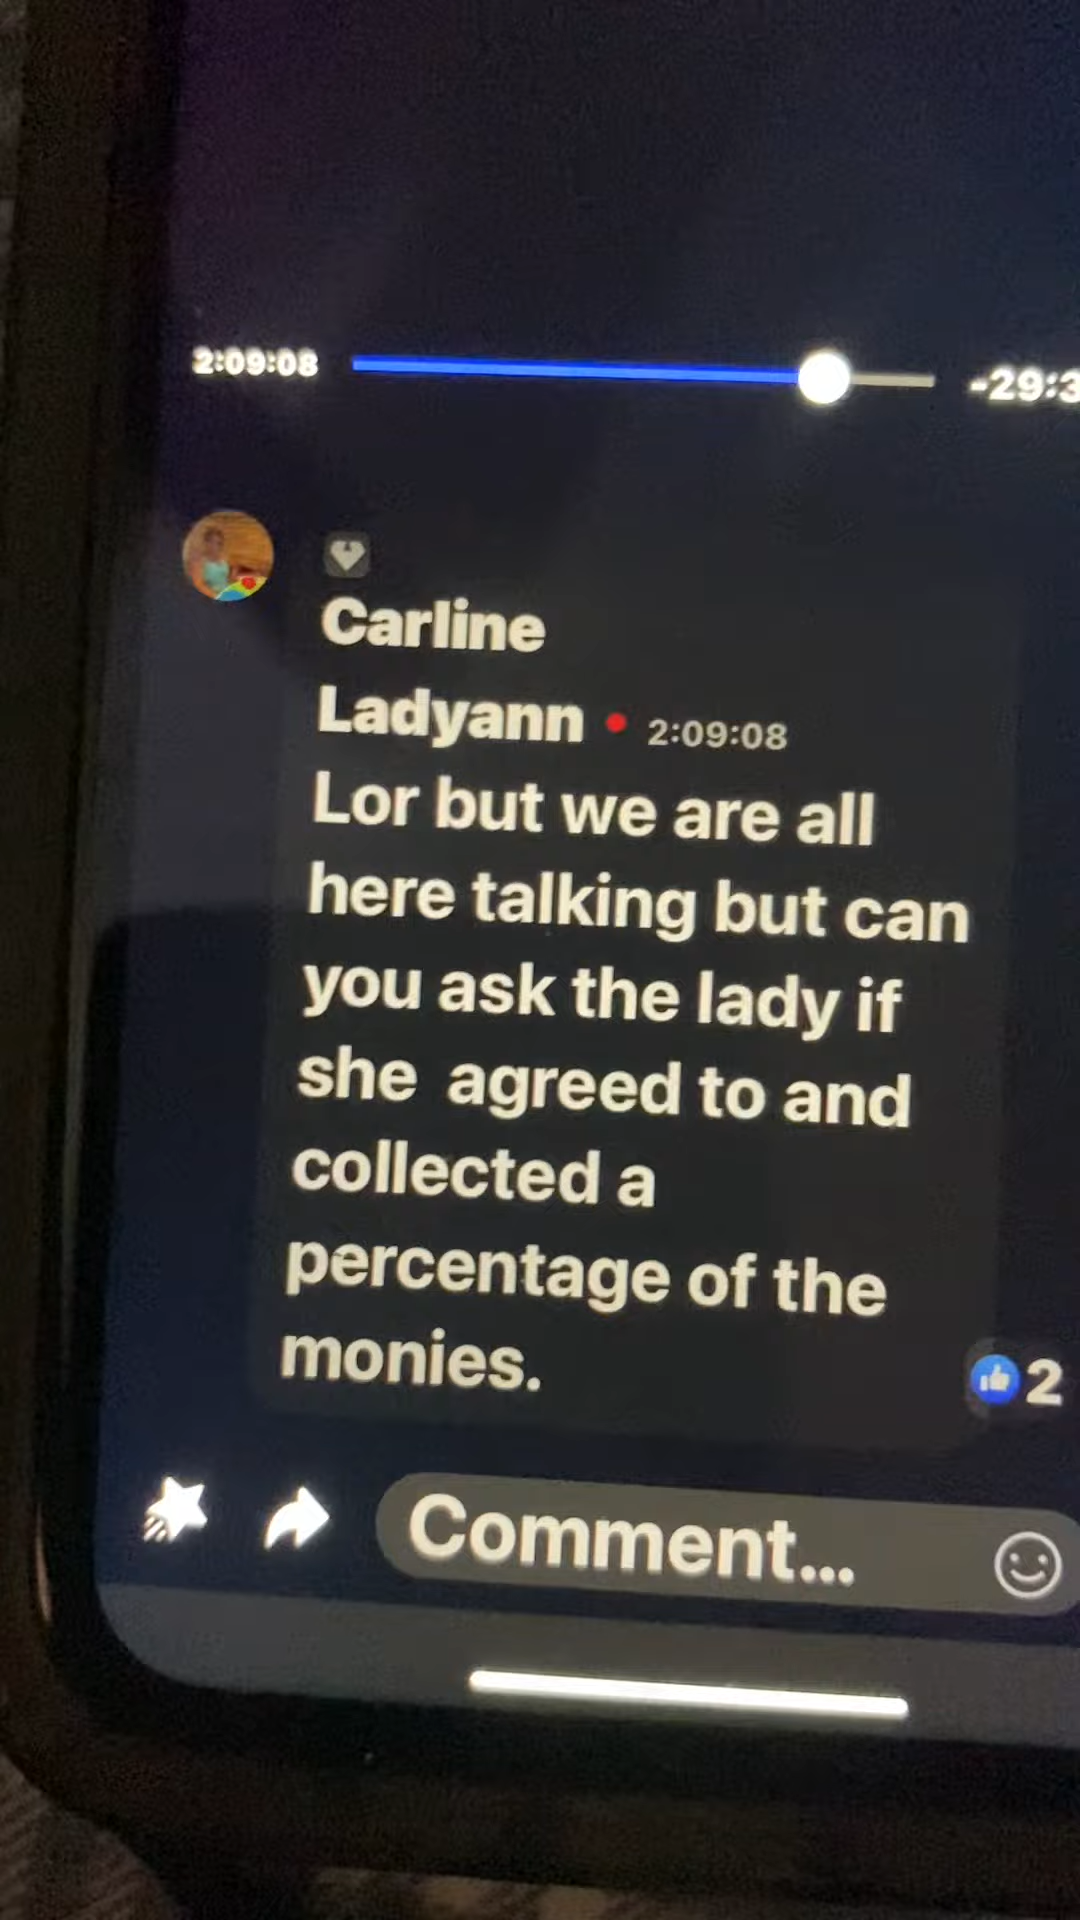 2:09:08
-29:3
Carline
Ladyann • 2:09:08
Lor but we are all
here talking but can
you ask the lady if
she agreed to and
collected a
percentage of the
monies.
2
Comment...